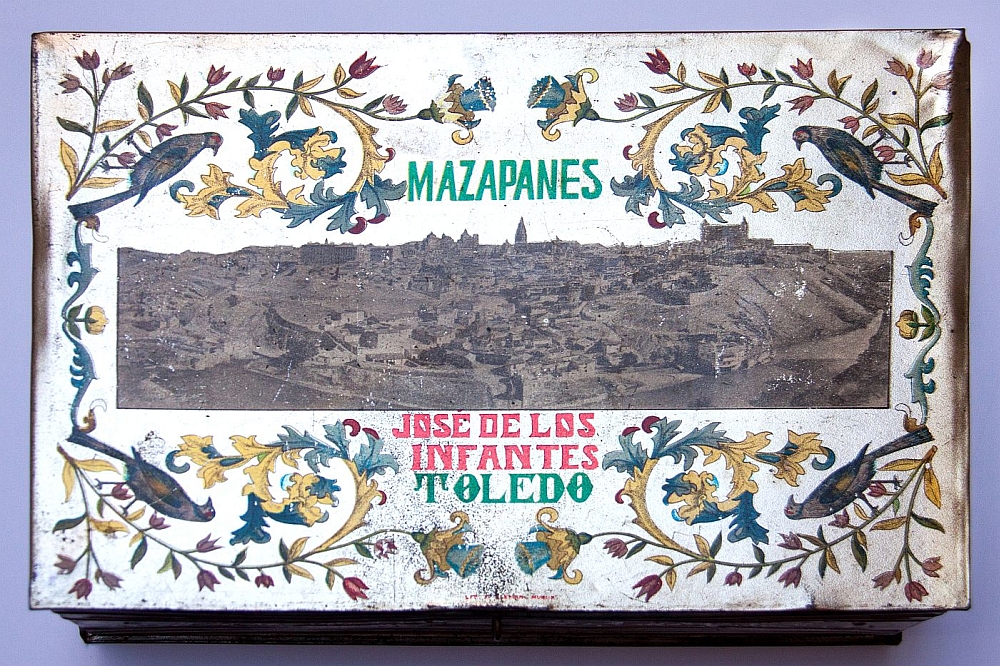 MAZAPANES
JOSÉ DE LOS
INFANTES
TOLEDO